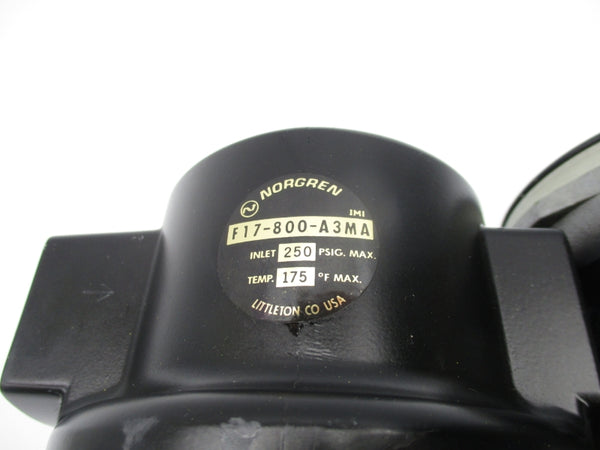 NORGREN
IMI
F17-800-A3MA
INLET 250 PSIG. MAX.
TEMP. 175 °F MAX.
LITTLETON CO USA